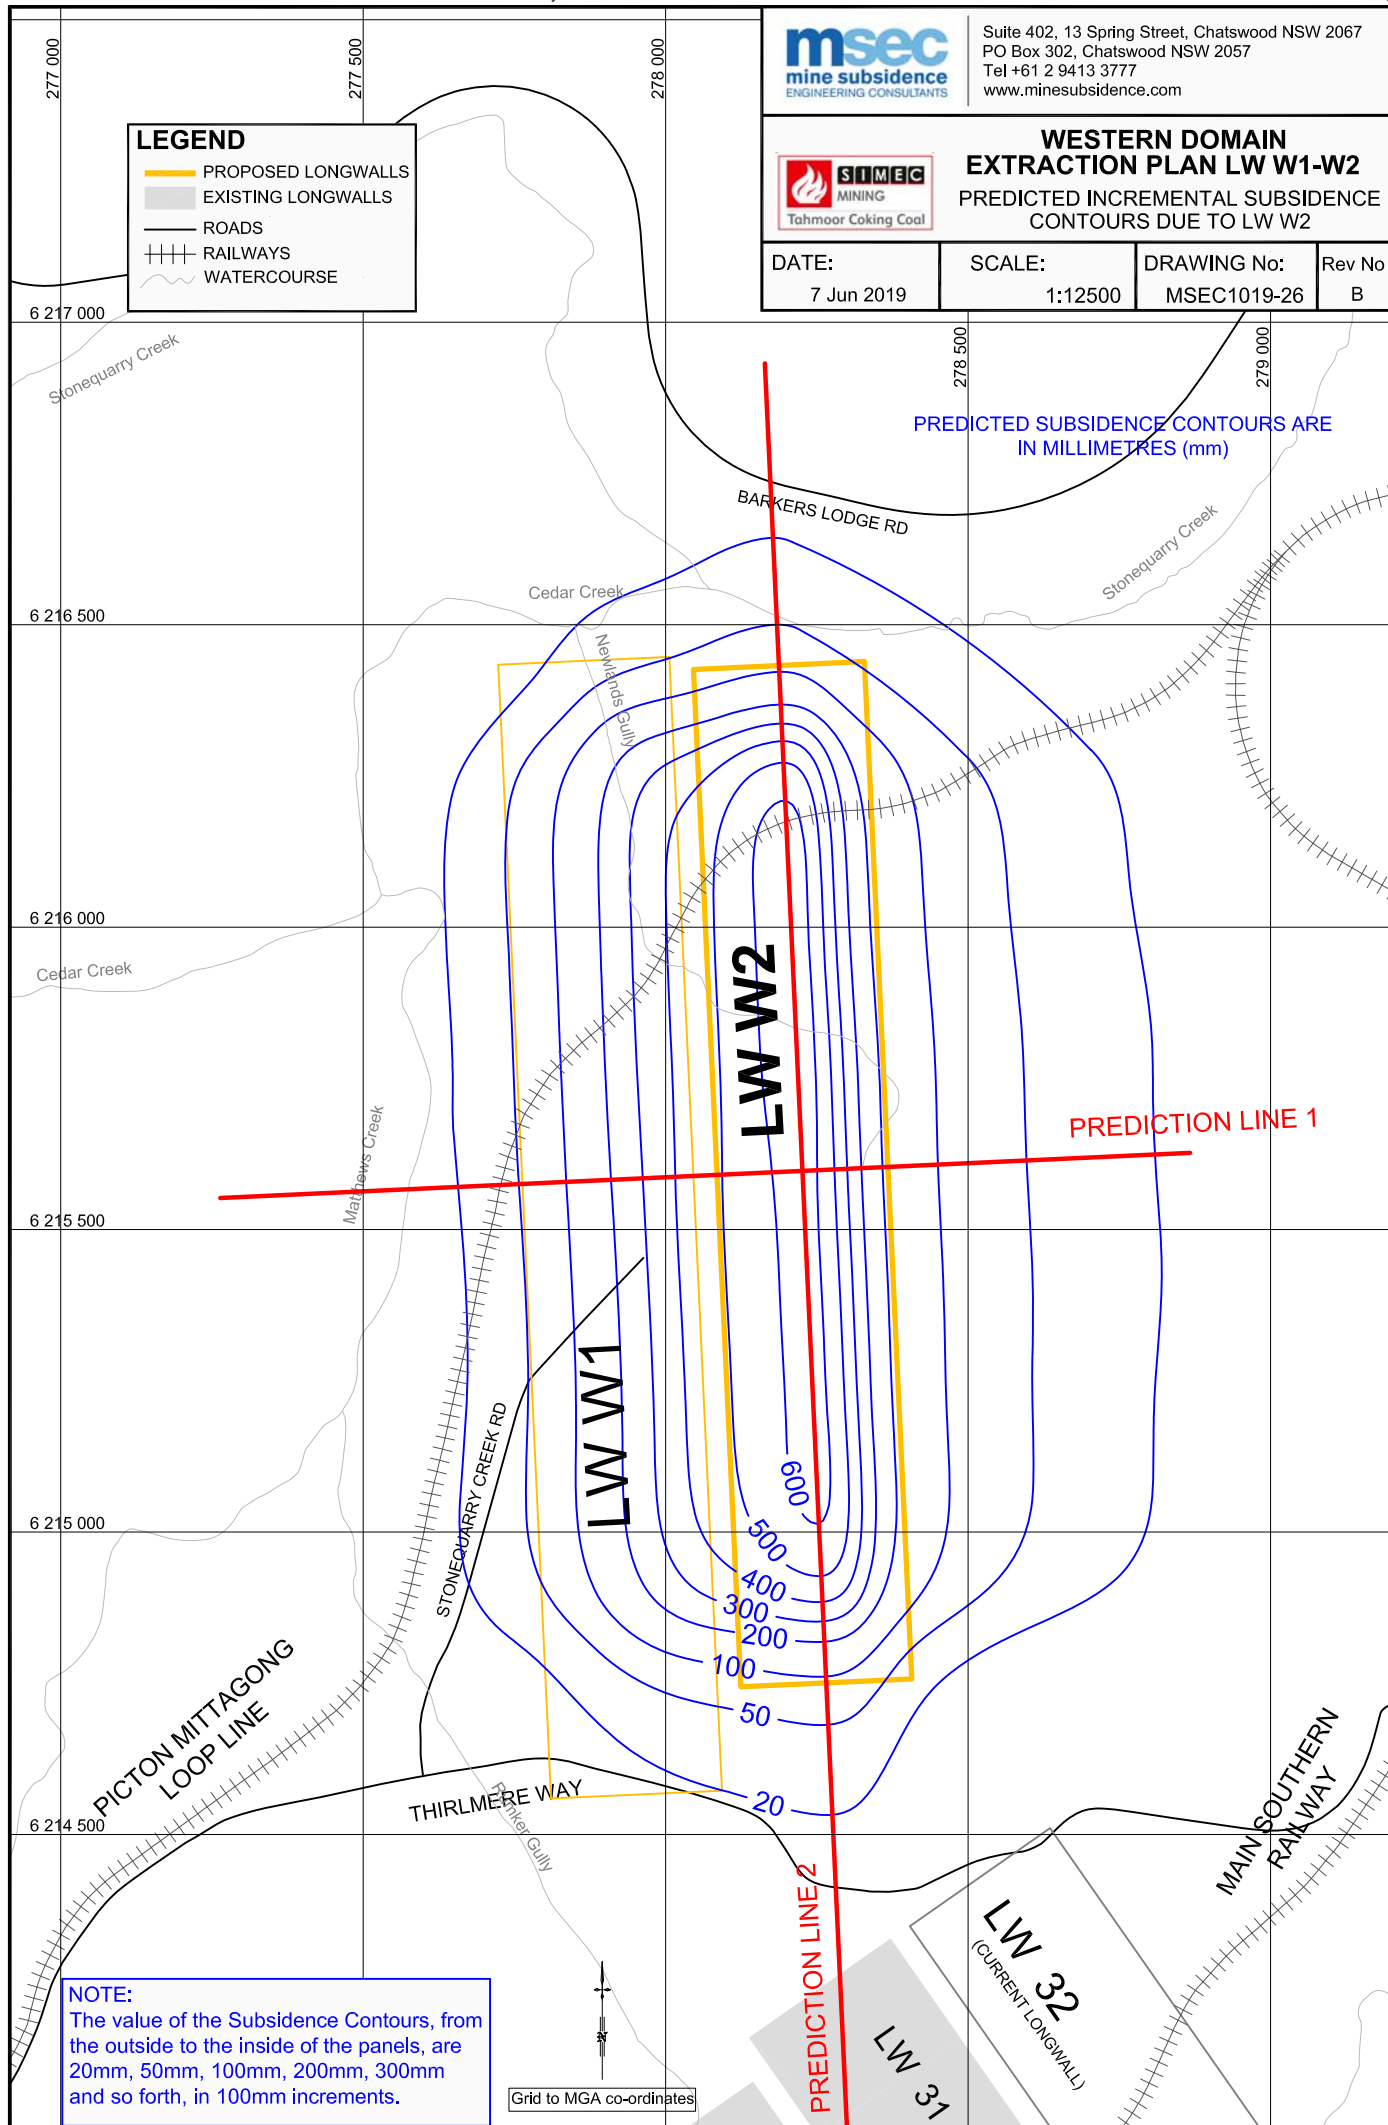 msec
mine subsidence
ENGINEERING CONSULTANTS
Suite 402, 13 Spring Street, Chatswood NSW 2067
PO Box 302, Chatswood NSW 2057
Tel +61 2 9413 3777
www.minesubsidence.com
SIMEC
MINING
Tahmoor Coking Coal
WESTERN DOMAIN
EXTRACTION PLAN LW W1-W2
PREDICTED INCREMENTAL SUBSIDENCE
CONTOURS DUE TO LW W2
DATE:
7 Jun 2019
SCALE:
1:12500
DRAWING No:
MSEC1019-26
Rev No
B
277 000
277 500
278 000
278 500
279 000
LEGEND
PROPOSED LONGWALLS
EXISTING LONGWALLS
ROADS
RAILWAYS
WATERCOURSE
6 217 000
Stonequarry Creek
PREDICTED SUBSIDENCE CONTOURS ARE
IN MILLIMETRES (mm)
BARKERS LODGE RD
Stonequarry Creek
Cedar Creek
6 216 500
Newlands Gully
6 216 000
Cedar Creek
LW W2
Matthews Creek
PREDICTION LINE 1
6 215 500
LW W1
STONEQUARRY CREEK RD
600
6 215 000
500
400
300
200
100
50
20
PICTON MITTAGONG
LOOP LINE
THIRLMERE WAY
Gully
MAIN SOUTHERN
RAILWAY
6 214 500
PREDICTION LINE 2
LW 32
(CURRENT LONGWALL)
LW 31
NOTE:
The value of the Subsidence Contours, from
the outside to the inside of the panels, are
20mm, 50mm, 100mm, 200mm, 300mm
and so forth, in 100mm increments.
N
Grid to MGA co-ordinates